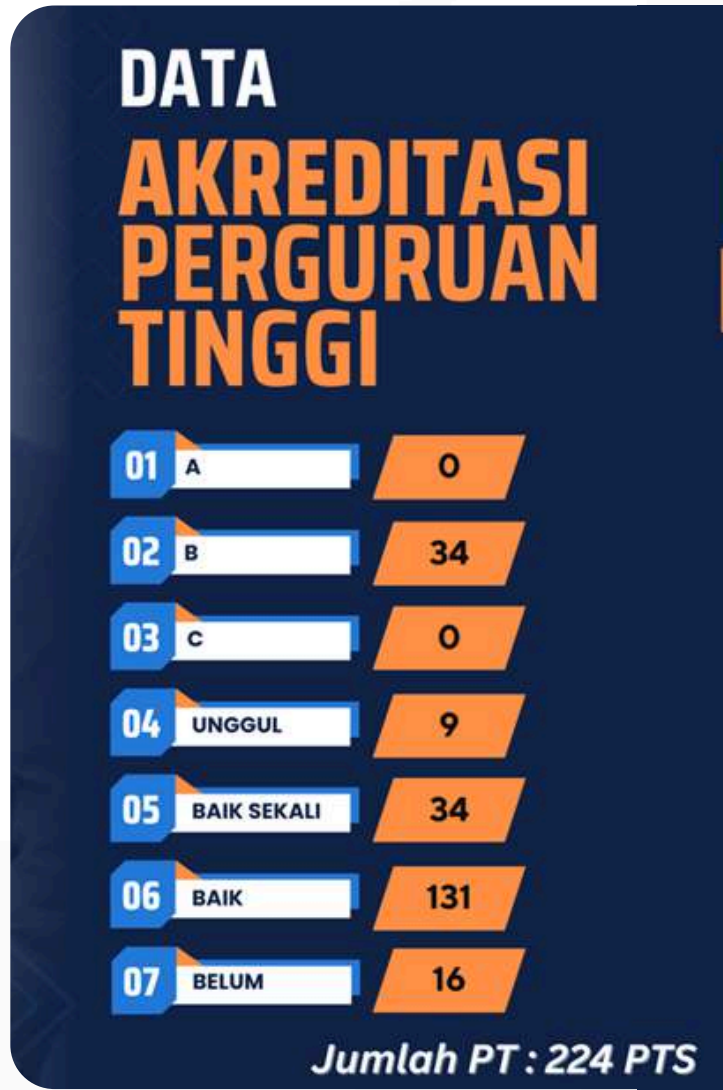 DATA
AKREDITASI
PERGURUAN
TINGGI
01 A 0
02 B 34
03 C 0
04 UNGGUL 9
05 BAIK SEKALI 34
06 BAIK 131
07 BELUM 16
Jumlah PT : 224 PTS